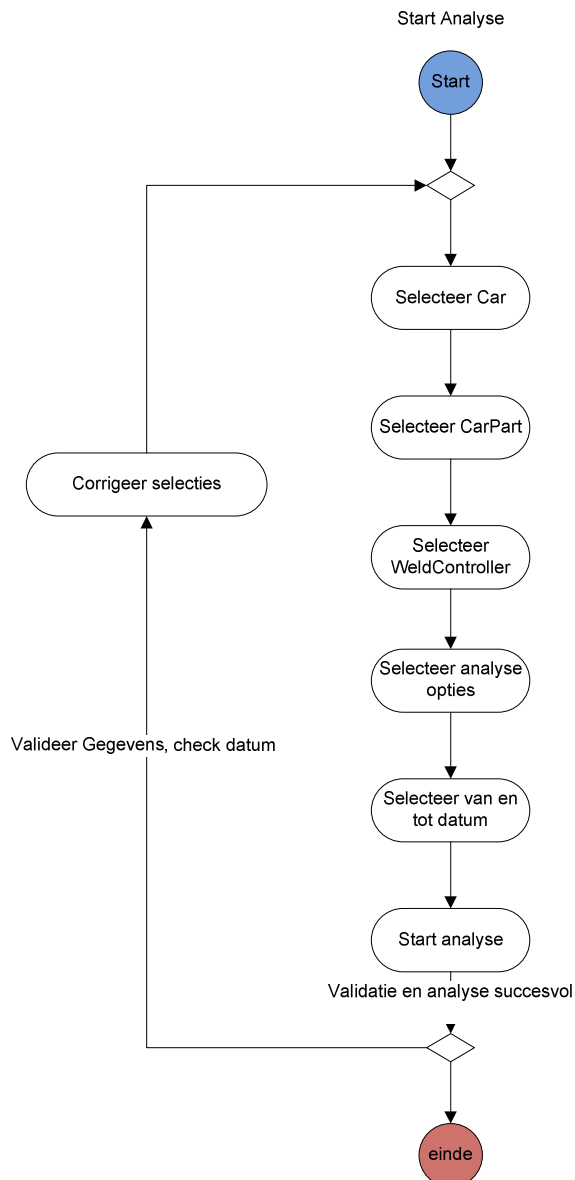 Start Analyse
Start
Selecteer Car
Selecteer CarPart
Corrigeer selecties
Selecteer
WeldController
Selecteer analyse
opties
Valideer Gegevens, check datum
Selecteer van en
tot datum
Start analyse
Validatie en analyse succesvol
einde